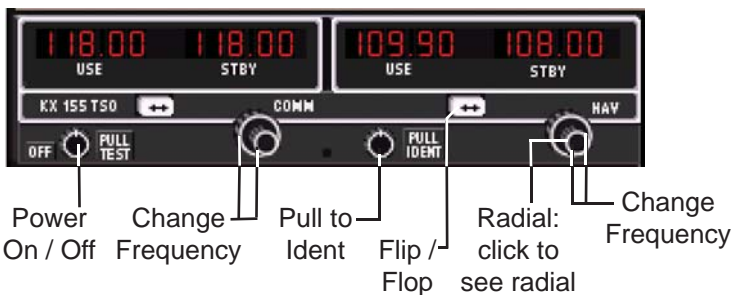 118.00 118.00 109.90 108.00
USE STBY USE STBY
KX 155 TSO COMM NAV
OFF PULL TEST PULL IDENT
Power On / Off
Change Frequency
Pull to Ident
Flip / Flop
Radial: click to see radial
Change Frequency